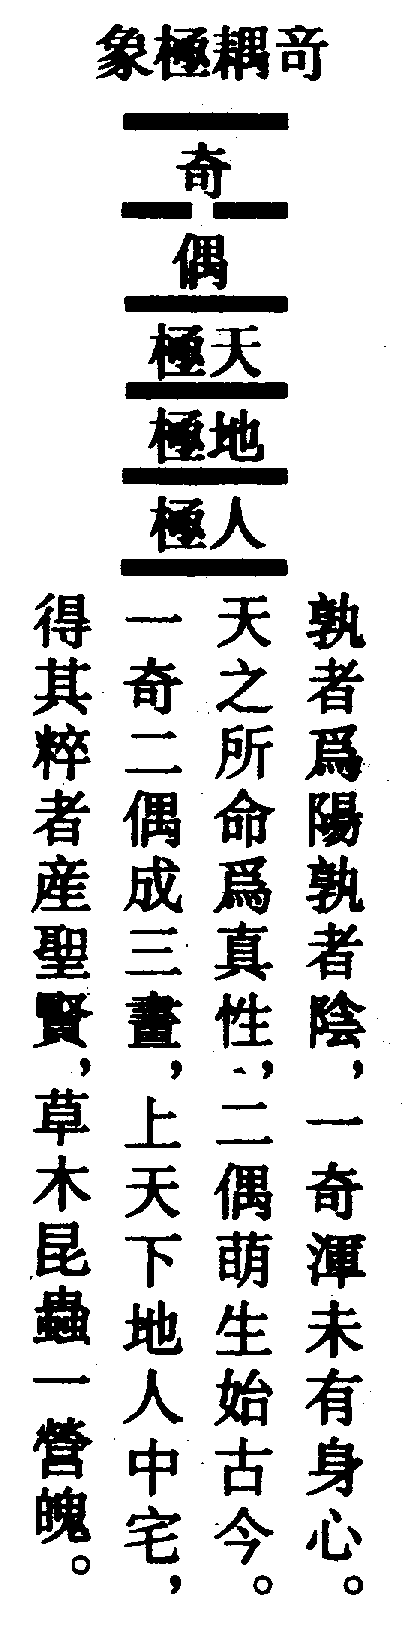 奇耦極象
奇
偶
天極
地極
人極
孰者爲陽孰者陰，一奇渾未有身心。
天之所命爲真性，二偶萌生始古今。
一奇二偶成三畫，上天下地人中宅，
得其粹者産聖賢，草木昆蟲一營魄。